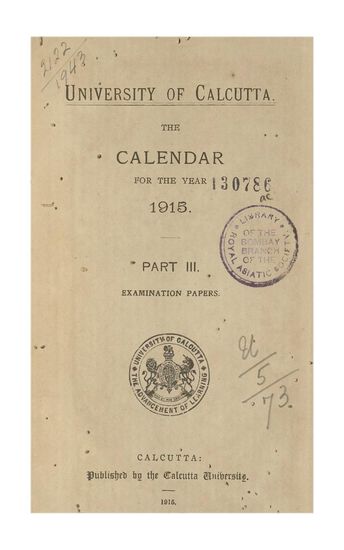 2122
1943
UNIVERSITY OF CALCUTTA.
THE
CALENDAR
FOR THE YEAR
130786
ac
1915.
LIBRARY
OF THE
BOMBAY
BRANCH
OF THE
ROYAL ASIATIC SOCIETY
PART III.
EXAMINATION PAPERS.
UNIVERSITY OF CALCUTTA
THE ADVANCEMENT OF LEARNING
5
73.
CALCUTTA:
Published by the Calcutta University.
1915.